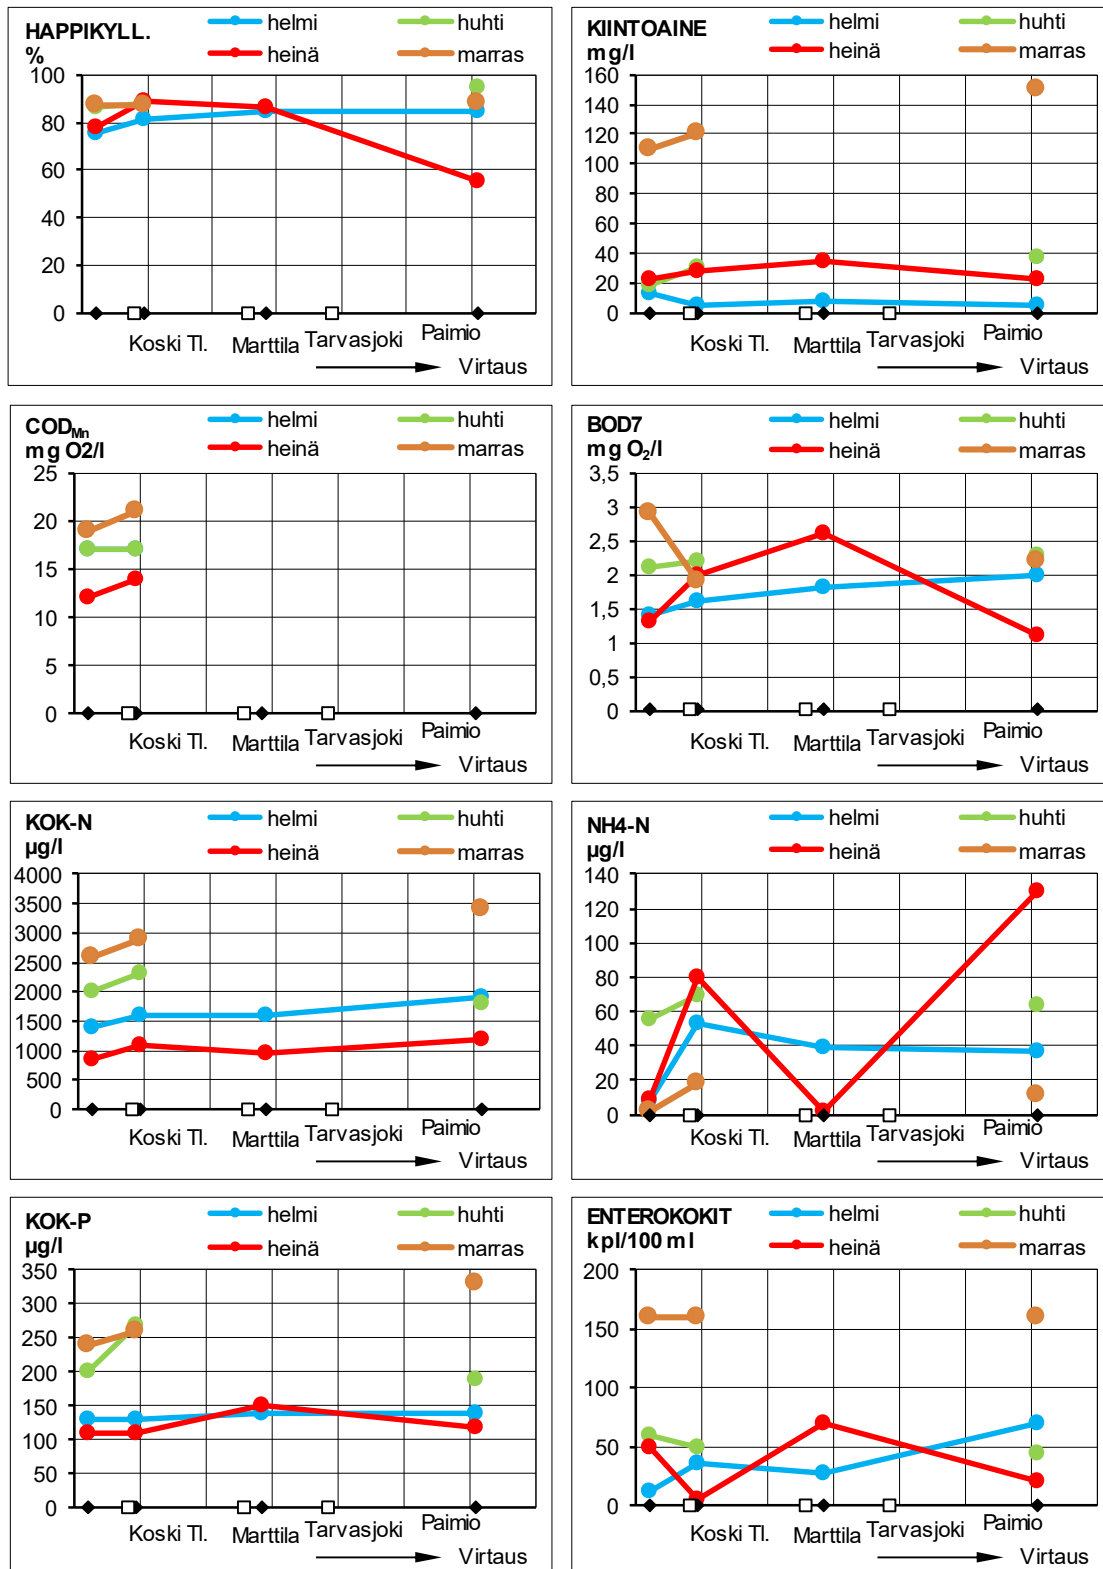 HAPPIKYLL.
%
helmi
huhti
heinä
marras
100
80
60
40
20
0
Koski Tl.
Marttila
Tarvasjoki
Paimio
Virtaus
KIINTOAINE
mg/l
helmi
huhti
heinä
marras
160
140
120
100
80
60
40
20
0
Koski Tl.
Marttila
Tarvasjoki
Paimio
Virtaus
CODMn
mg O2/l
helmi
huhti
heinä
marras
25
20
15
10
5
0
Koski Tl.
Marttila
Tarvasjoki
Paimio
Virtaus
BOD7
mg O₂/l
helmi
huhti
heinä
marras
3,5
3
2,5
2
1,5
1
0,5
0
Koski Tl.
Marttila
Tarvasjoki
Paimio
Virtaus
KOK-N
µg/l
helmi
huhti
heinä
marras
4000
3500
3000
2500
2000
1500
1000
500
0
Koski Tl.
Marttila
Tarvasjoki
Paimio
Virtaus
NH4-N
µg/l
helmi
huhti
heinä
marras
140
120
100
80
60
40
20
0
Koski Tl.
Marttila
Tarvasjoki
Paimio
Virtaus
KOK-P
µg/l
helmi
huhti
heinä
marras
350
300
250
200
150
100
50
0
Koski Tl.
Marttila
Tarvasjoki
Paimio
Virtaus
ENTEROKOKIT
kpl/100 ml
helmi
huhti
heinä
marras
200
150
100
50
0
Koski Tl.
Marttila
Tarvasjoki
Paimio
Virtaus